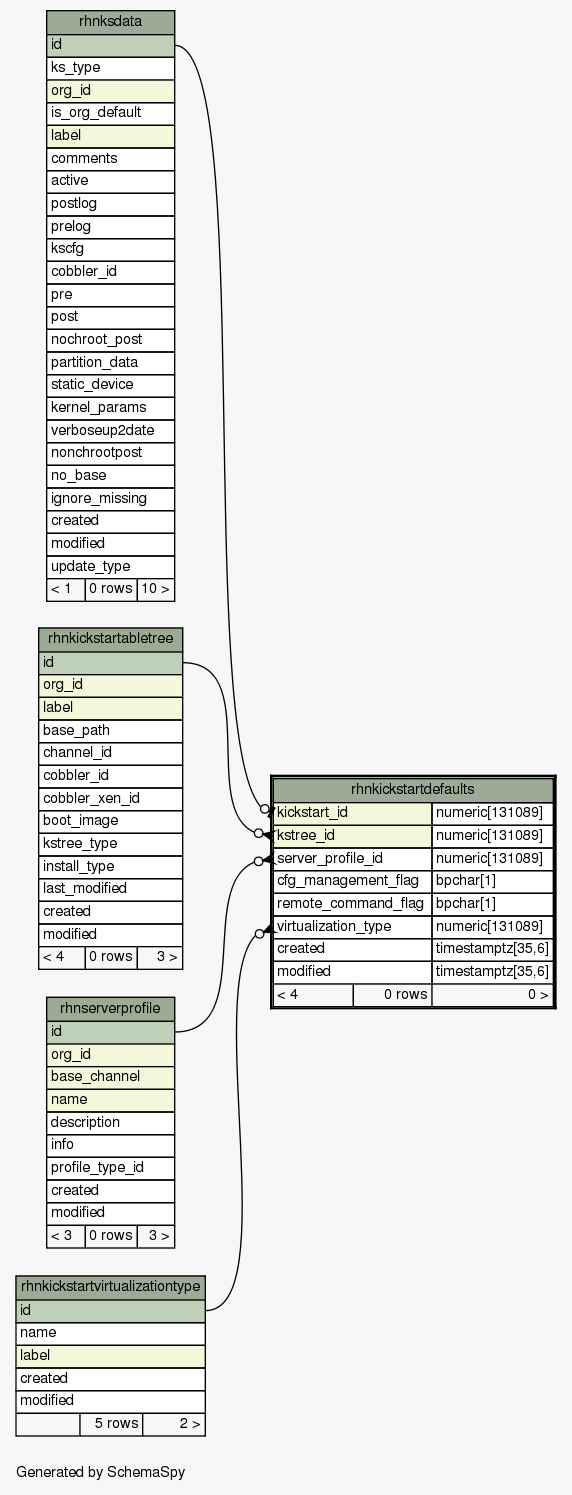 rhnksdata
id
ks_type
org_id
is_org_default
label
comments
active
postlog
prelog
kscfg
cobbler_id
pre
post
nochroot_post
partition_data
static_device
kernel_params
verboseup2date
nonchrootpost
no_base
ignore_missing
created
modified
update_type
< 1 0 rows 10 >
rhnkickstartabletree
id
org_id
label
base_path
channel_id
cobbler_id
cobbler_xen_id
boot_image
kstree_type
install_type
last_modified
created
modified
< 4 0 rows 3 >
rhnkickstartdefaults
kickstart_id numeric[131089]
kstree_id numeric[131089]
server_profile_id numeric[131089]
cfg_management_flag bpchar[1]
remote_command_flag bpchar[1]
virtualization_type numeric[131089]
created timestamptz[35,6]
modified timestamptz[35,6]
< 4 0 rows 0 >
rhnserverprofile
id
org_id
base_channel
name
description
info
profile_type_id
created
modified
< 3 0 rows 3 >
rhnkickstartvirtualizationtype
id
name
label
created
modified
5 rows 2 >
Generated by SchemaSpy